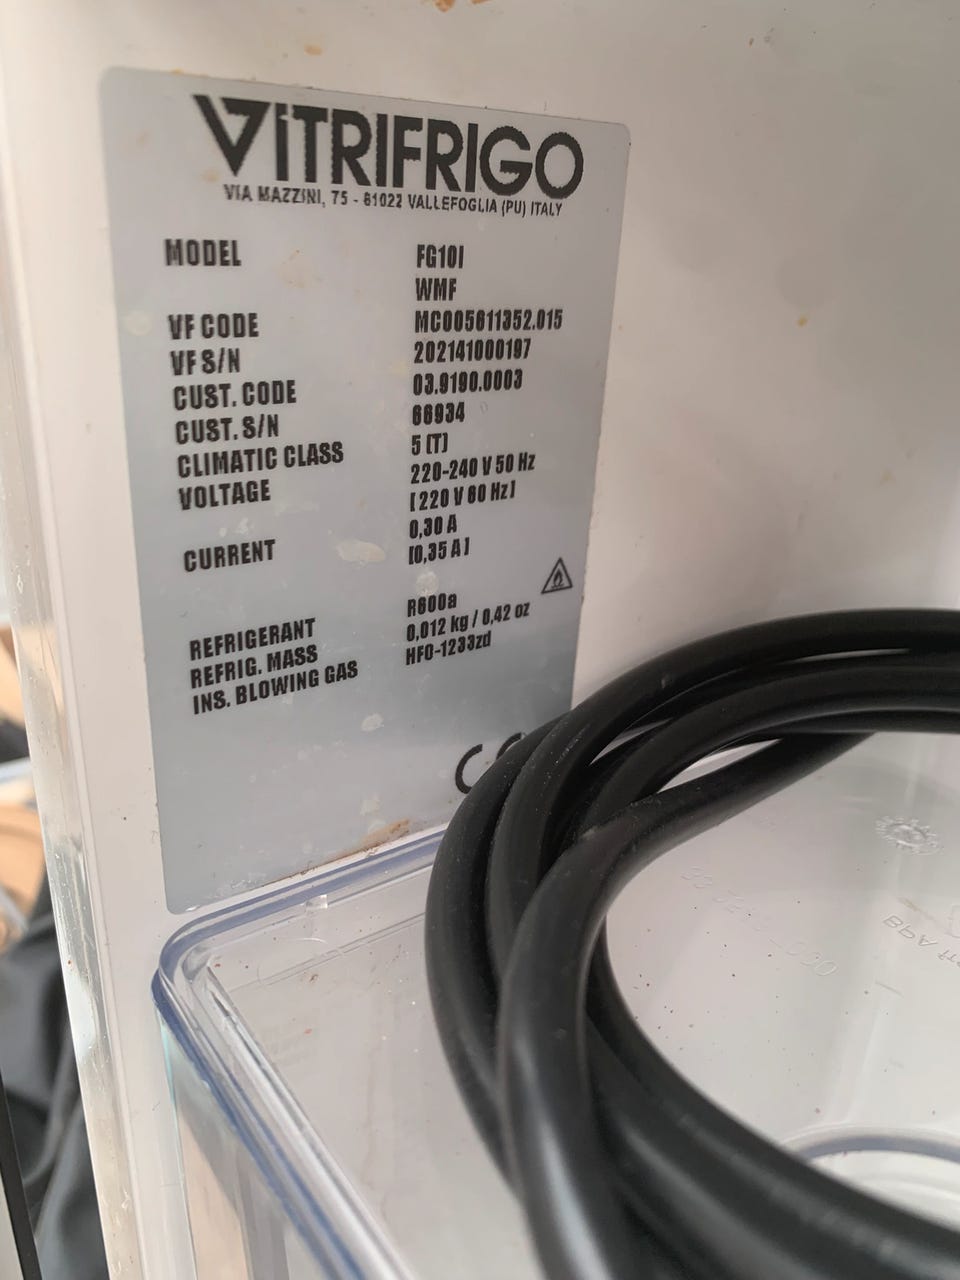 VITRIFRIGO
VIA MAZZINI, 75 - 61022 VALLEFOGLIA (PU) ITALY
MODEL FG10I
WMF
VF CODE MC005611352.015
VF S/N 202141000197
CUST. CODE 03.9190.0003
CUST. S/N 66934
CLIMATIC CLASS 5 [T]
VOLTAGE 220-240 V 50 Hz
[220 V 60 Hz]
CURRENT 0,30 A
[0,35 A]
REFRIGERANT R600a
REFRIG. MASS 0,012 kg / 0,42 oz
INS. BLOWING GAS HFO-1233zd
CE